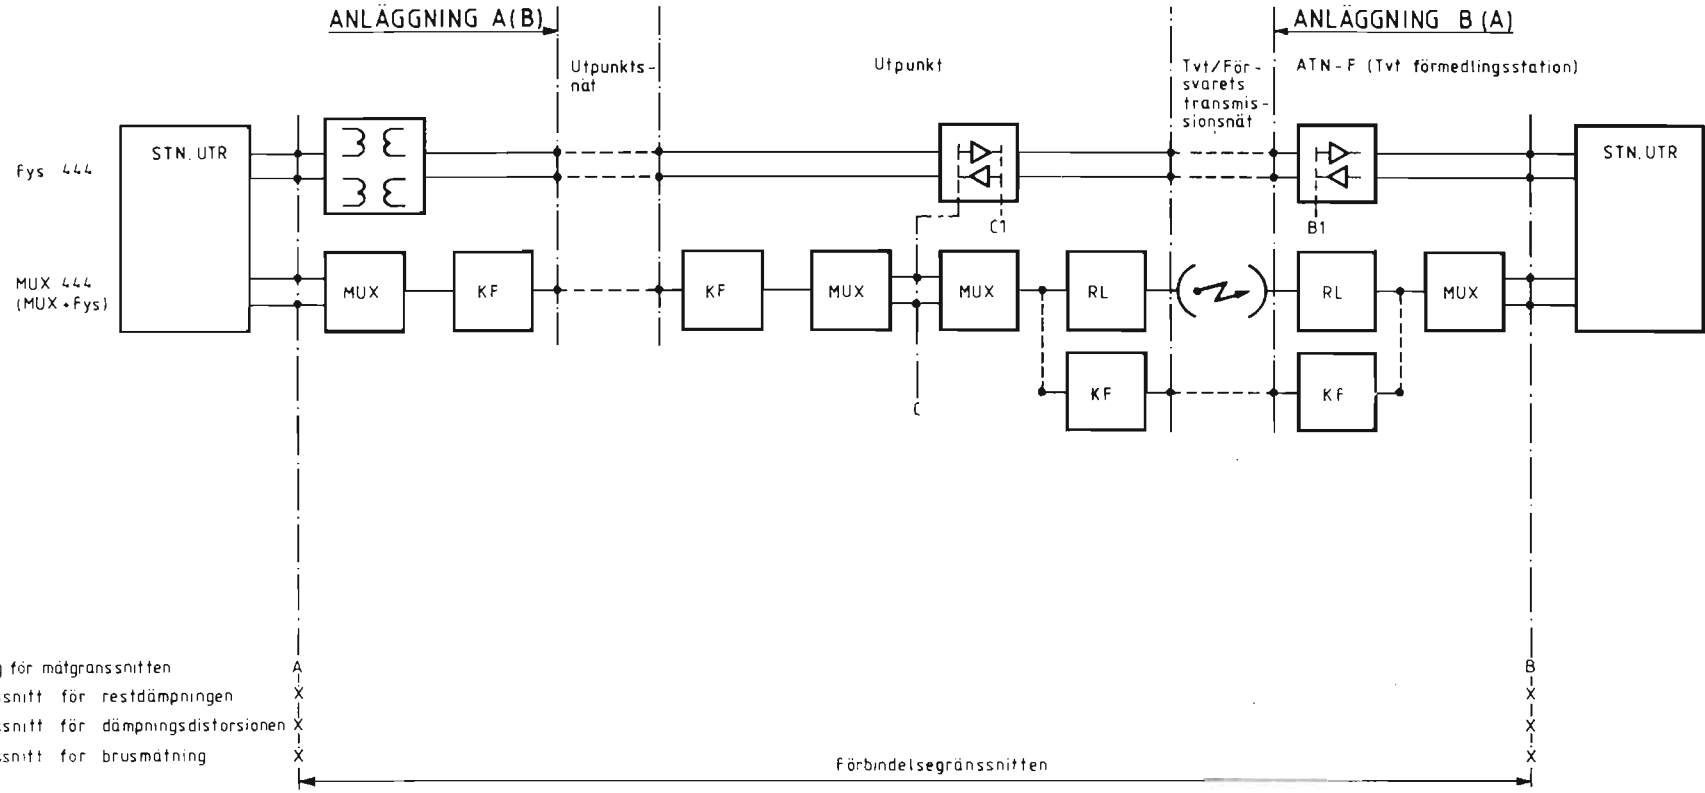 ANLÄGGNING A(B)
ANLÄGGNING B (A)
Utpunkts-
nät
Utpunkt
Tvt/För-
svarets
transmis-
sionsnät
ATN-F (Tvt förmedlingsstation)
Fys 444
STN. UTR
STN. UTR
C1
B1
MUX 444
(MUX+Fys)
MUX
KF
KF
MUX
MUX
RL
RL
MUX
KF
KF
C
för mätgränssnitten
A
B
snitt för restdämpningen
X
X
snitt för dämpningsdistorsionen
X
X
snitt för brusmätning
X
X
Förbindelsegränssnitten